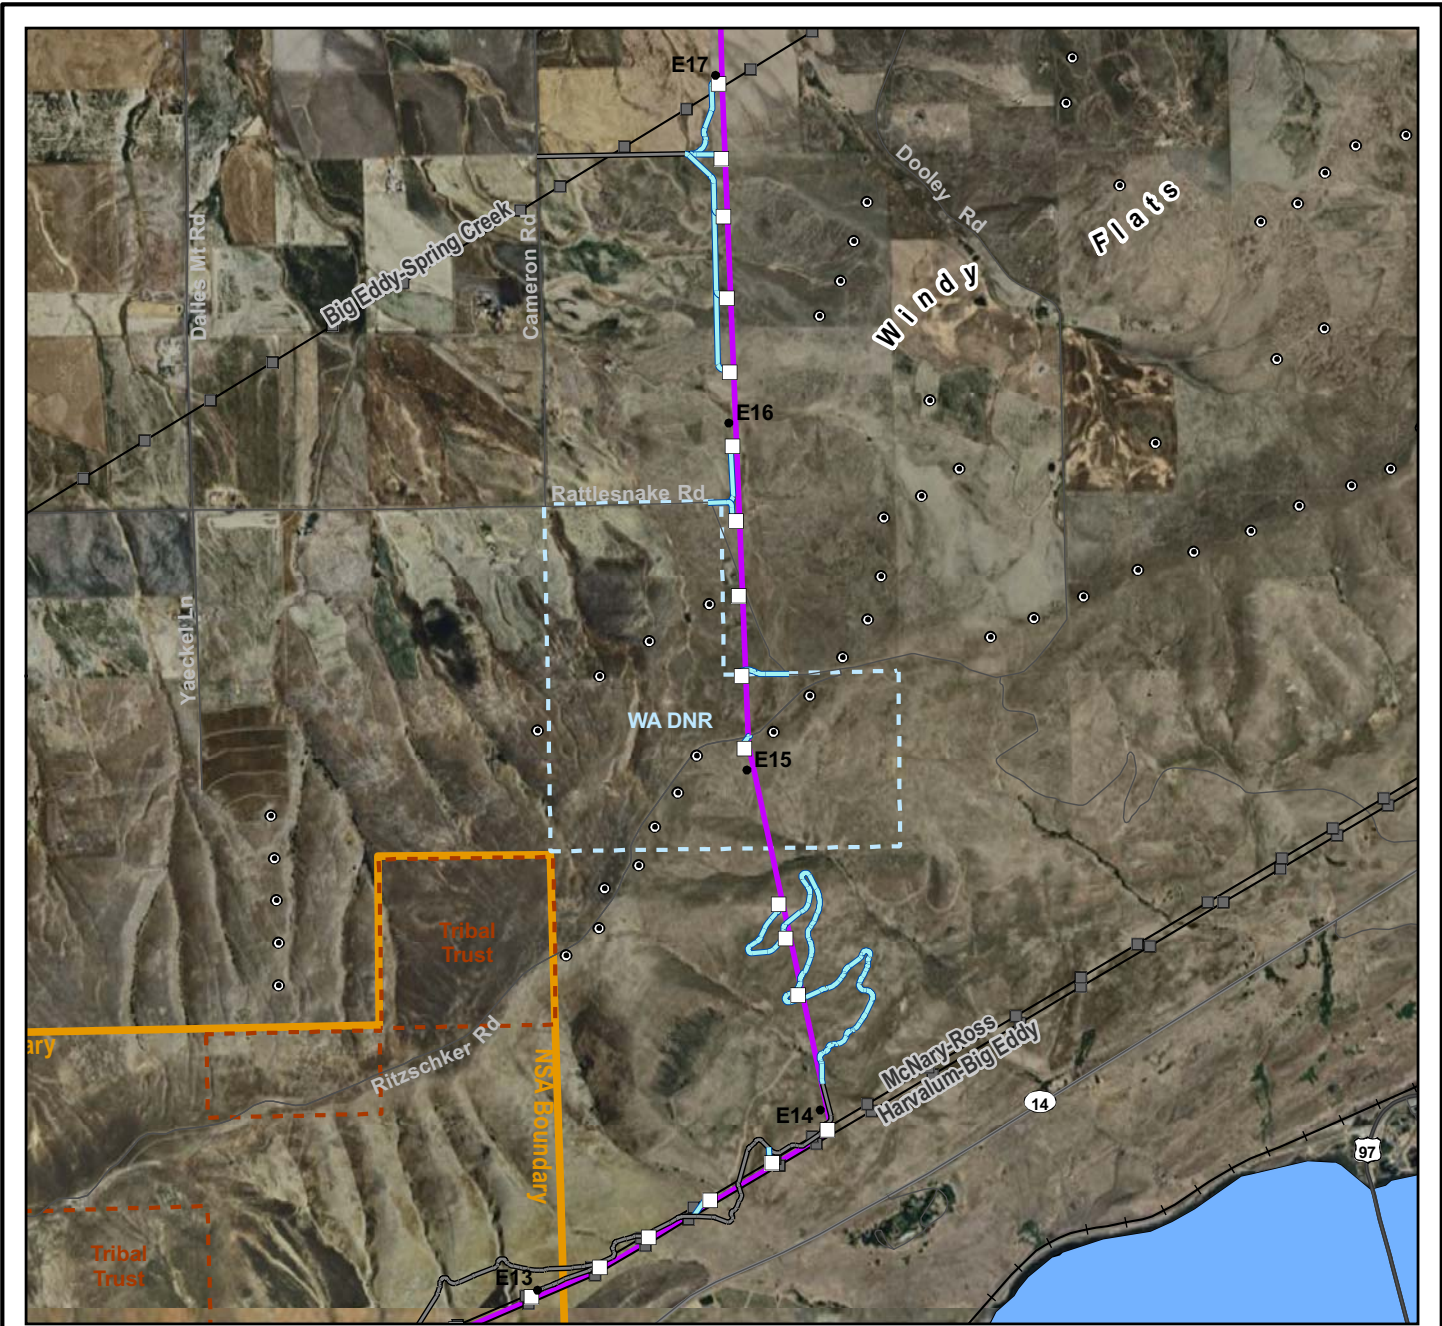 E17
Dooley Rd
Flats
Windy
Dalles Mt Rd
Big Eddy-Spring Creek
Cameron Rd
E16
Rattlesnake Rd
Yaeckel Ln
WA DNR
E15
Tribal
Trust
ary
Ritzschker Rd
NSA Boundary
McNary-Ross
Harvalum-Big Eddy
14
E14
97
Tribal
Trust
E13